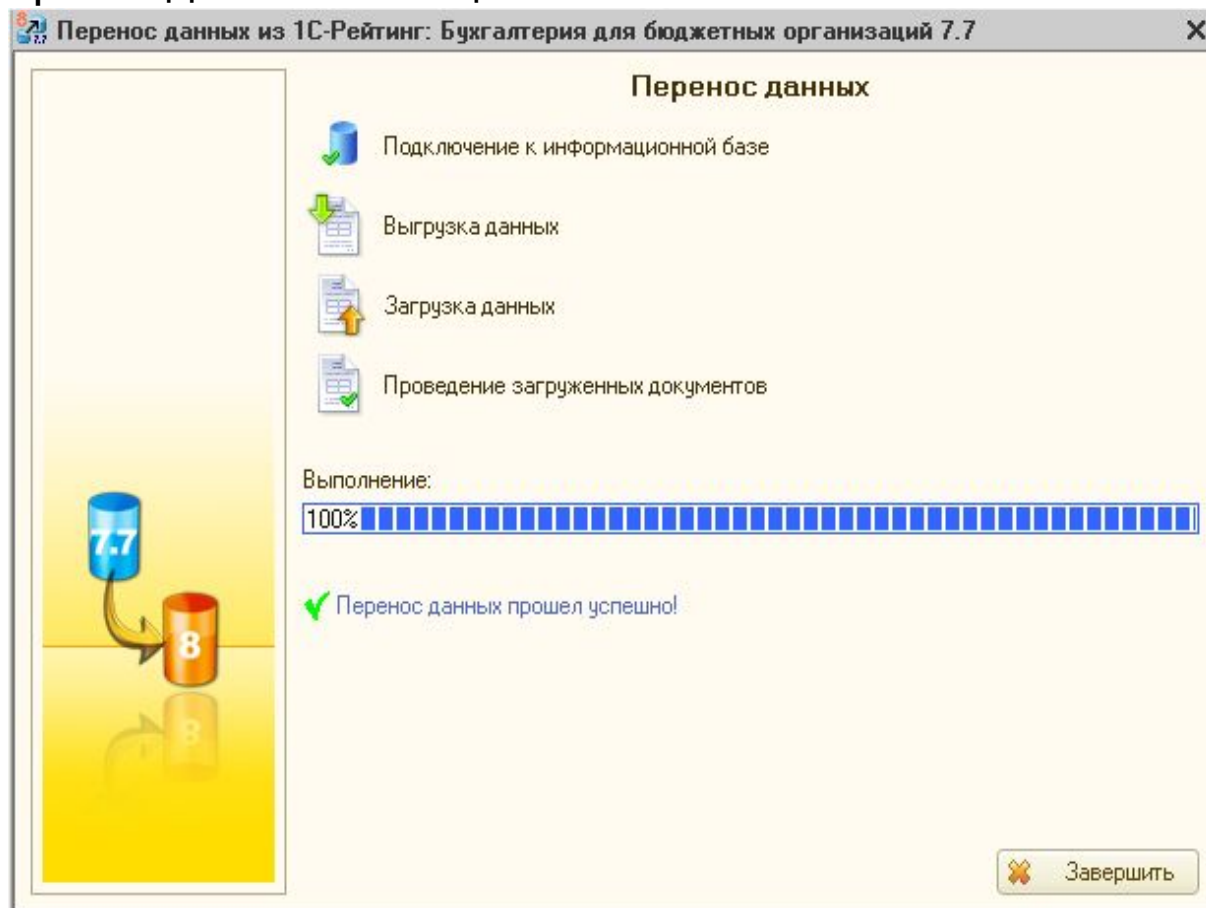 Перенос данных из 1С-Рейтинг: Бухгалтерия для бюджетных организаций 7.7
Перенос данных
Подключение к информационной базе
Выгрузка данных
Загрузка данных
Проведение загруженных документов
Выполнение:
100%
7.7
Перенос данных прошел успешно!
8
Завершить